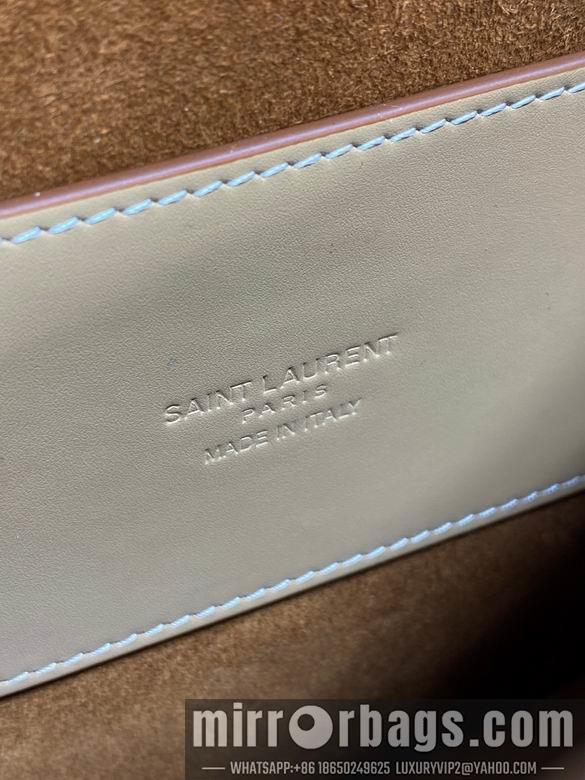 SAINT LAURENT
PARIS
MADE IN ITALY
mirrorbags.com
WHATSAPP:+86 18650249625 LUXURYVIP2@YAHOO.COM